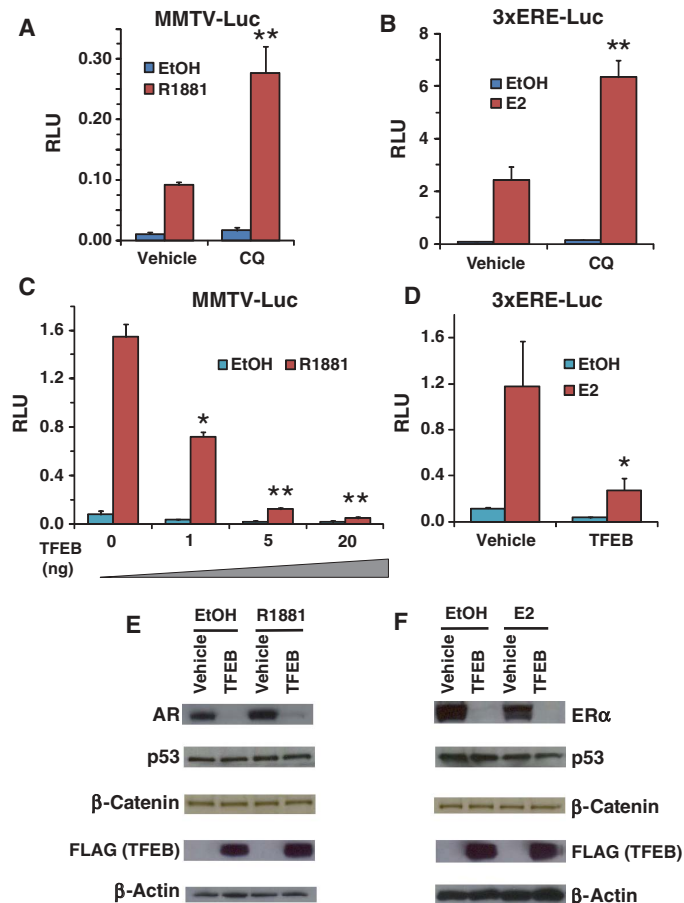 A
MMTV-Luc
**
EtOH
R1881
RLU
0.30
0.20
0.10
0.00
Vehicle
CQ
B
3xERE-Luc
**
EtOH
E2
RLU
8
6
4
2
0
Vehicle
CQ
C
MMTV-Luc
EtOH
R1881
RLU
1.6
1.2
0.8
0.4
0.0
*
**
**
TFEB
(ng)
0
1
5
20
D
3xERE-Luc
EtOH
E2
RLU
1.6
1.2
0.8
0.4
0.0
*
Vehicle
TFEB
E
EtOH
R1881
Vehicle
TFEB
Vehicle
TFEB
AR
p53
β-Catenin
FLAG (TFEB)
β-Actin
F
EtOH
E2
Vehicle
TFEB
Vehicle
TFEB
ERα
p53
β-Catenin
FLAG (TFEB)
β-Actin